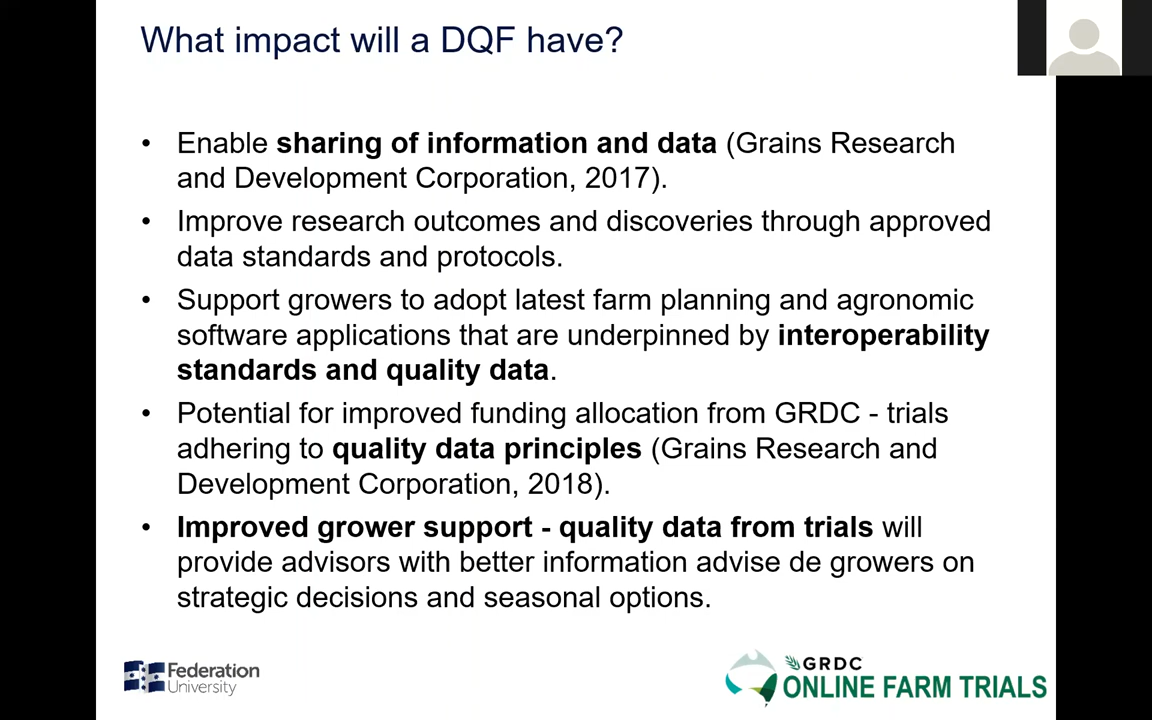 What impact will a DQF have?
• Enable sharing of information and data (Grains Research
and Development Corporation, 2017).
• Improve research outcomes and discoveries through approved
data standards and protocols.
• Support growers to adopt latest farm planning and agronomic
software applications that are underpinned by interoperability
standards and quality data.
• Potential for improved funding allocation from GRDC - trials
adhering to quality data principles (Grains Research and
Development Corporation, 2018).
• Improved grower support - quality data from trials will
provide advisors with better information advise de growers on
strategic decisions and seasonal options.
Federation
University
GRDC
ONLINE FARM TRIALS